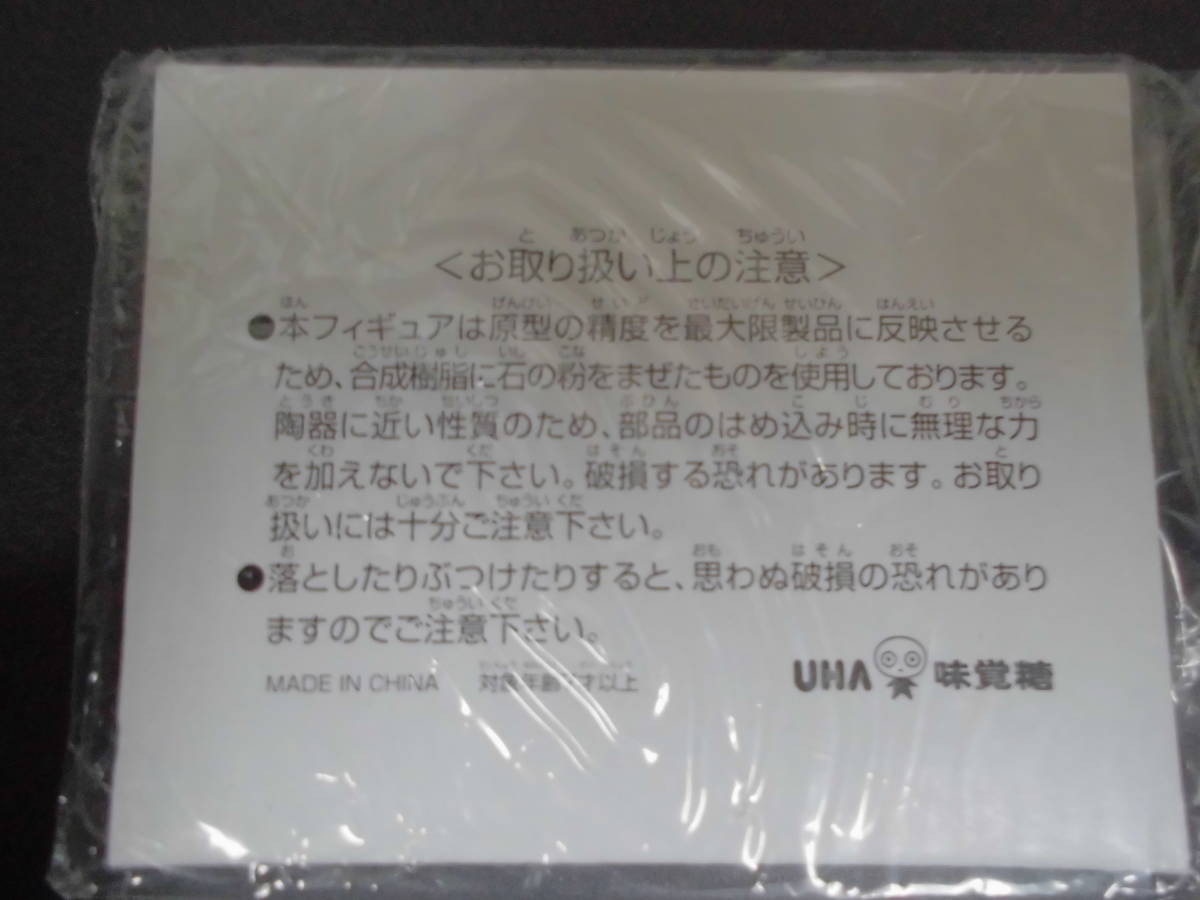 <お取り扱い上の注意>
●本フィギュアは原型の精度を最大限製品に反映させる
ため、合成樹脂に石の粉をまぜたものを使用しております。
陶器に近い性質のため、部品のはめ込み時に無理な力
を加えないで下さい。破損する恐れがあります。お取り
扱いには十分ご注意下さい。
●落としたりぶつけたりすると、思わぬ破損の恐れがあり
ますのでご注意下さい。
MADE IN CHINA 対象年齢 才以上
UHA 味覚糖